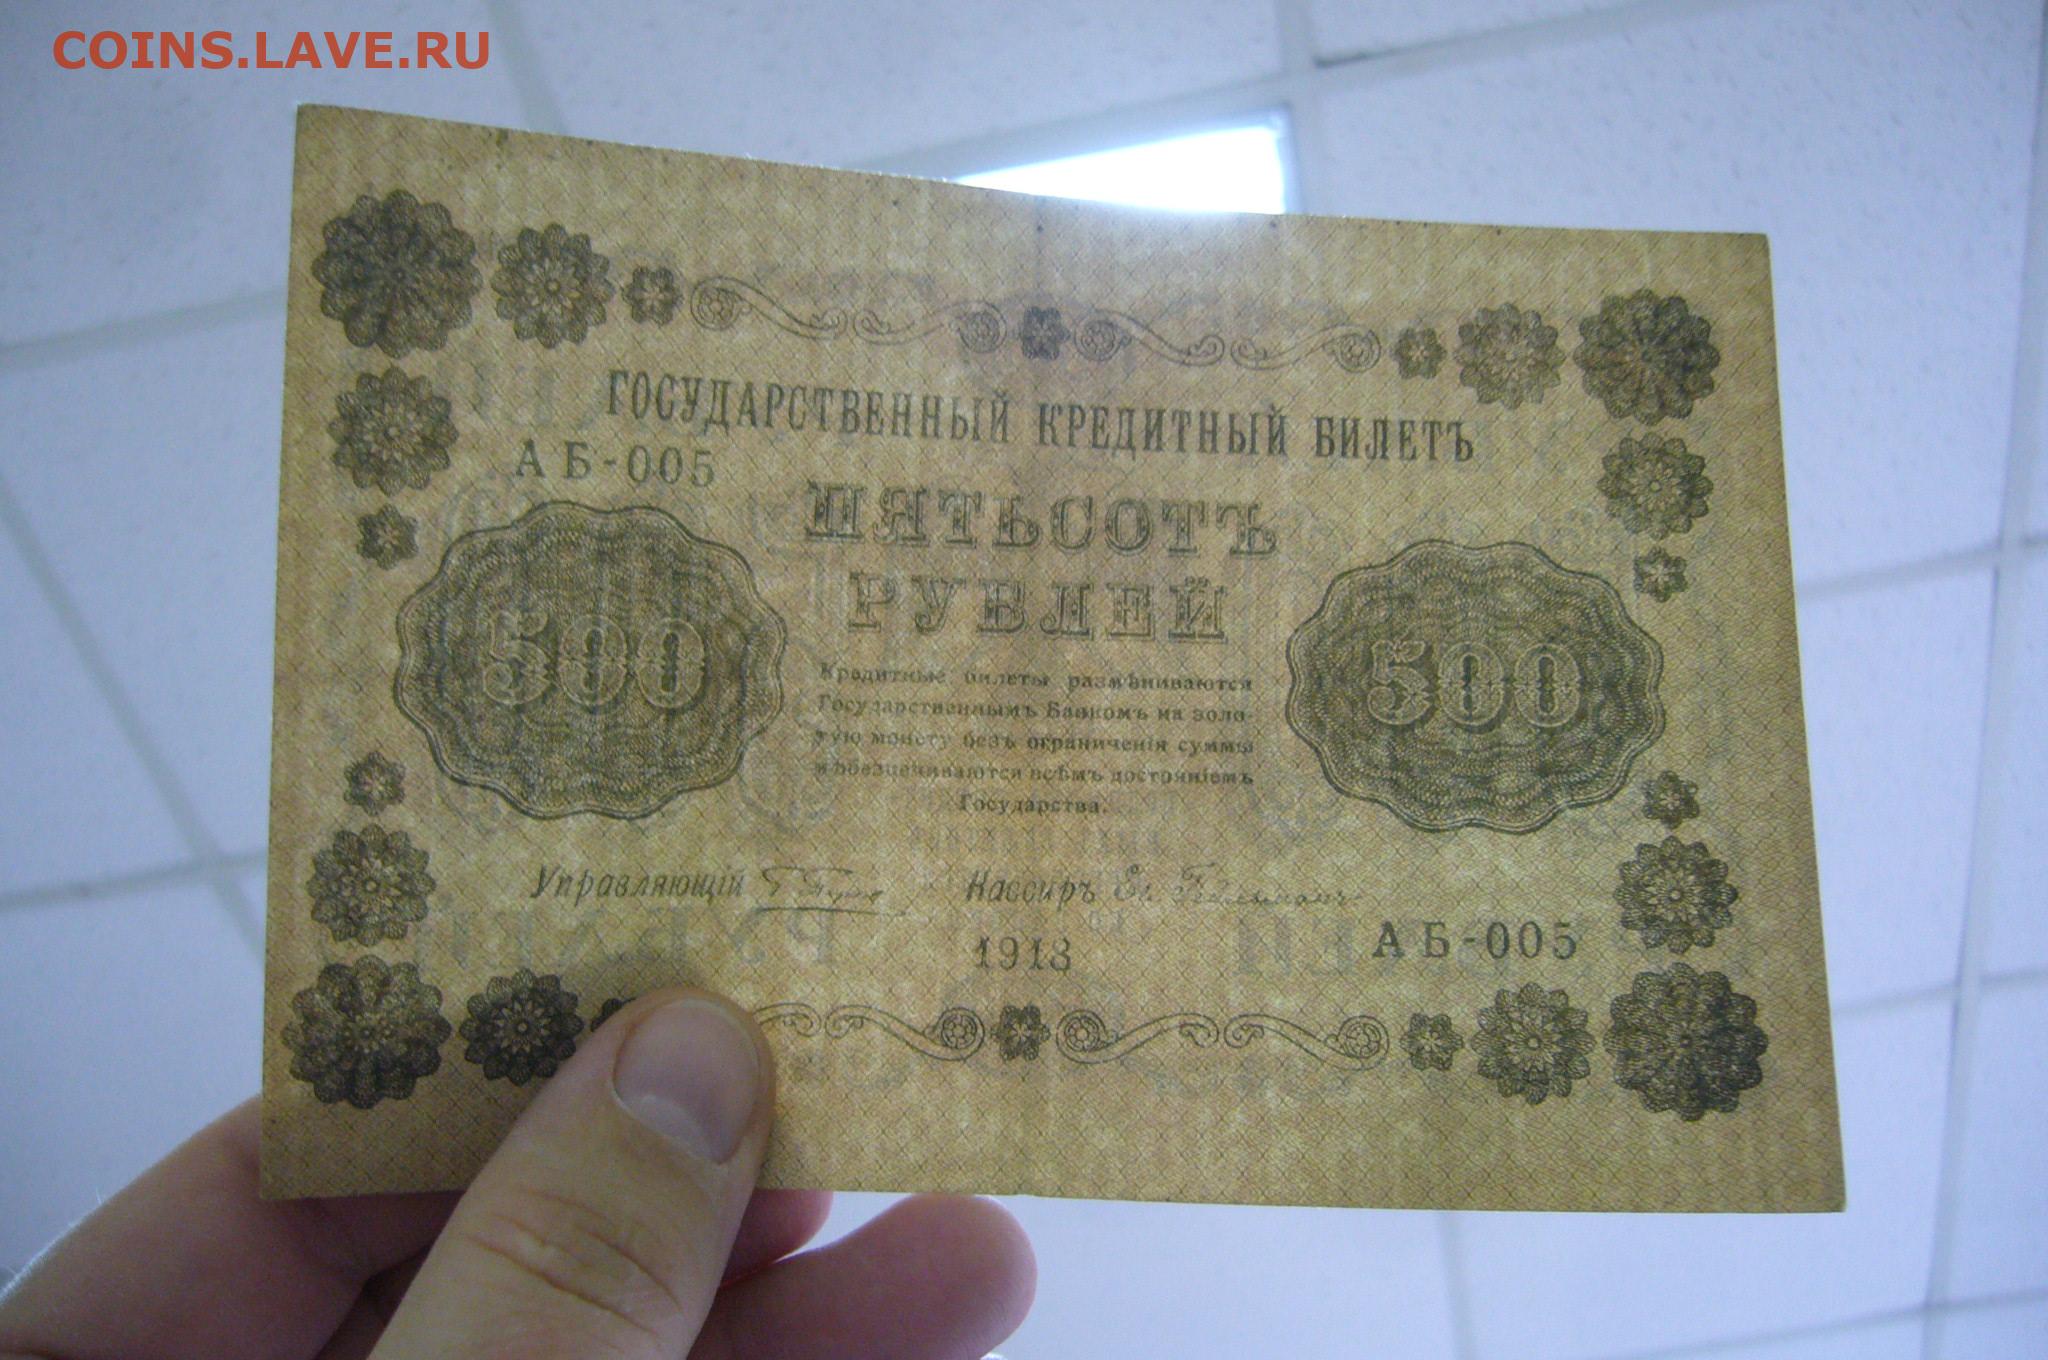 COINS.LAVE.RU
ГОСУДАРСТВЕННЫЙ КРЕДИТНЫЙ БИЛЕТЪ
АБ-005
ПЯТЬСОТЪ
РУБЛЕЙ
500
500
Кредитные билеты размѣниваются
Государственнымъ Банкомъ на золо-
тую монету безъ ограниченія суммы
и обезпечиваются всѣмъ достояніемъ
Государства.
Управляющій Кассиръ
1918
АБ-005